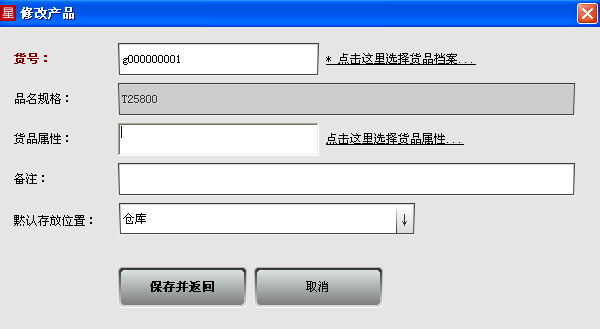 星 修改产品
货号： g000000001 * 点击这里选择货品档案...
品名规格： T25800
货品属性： 点击这里选择货品属性...
备注：
默认存放位置： 仓库 ↓
保存并返回 取消